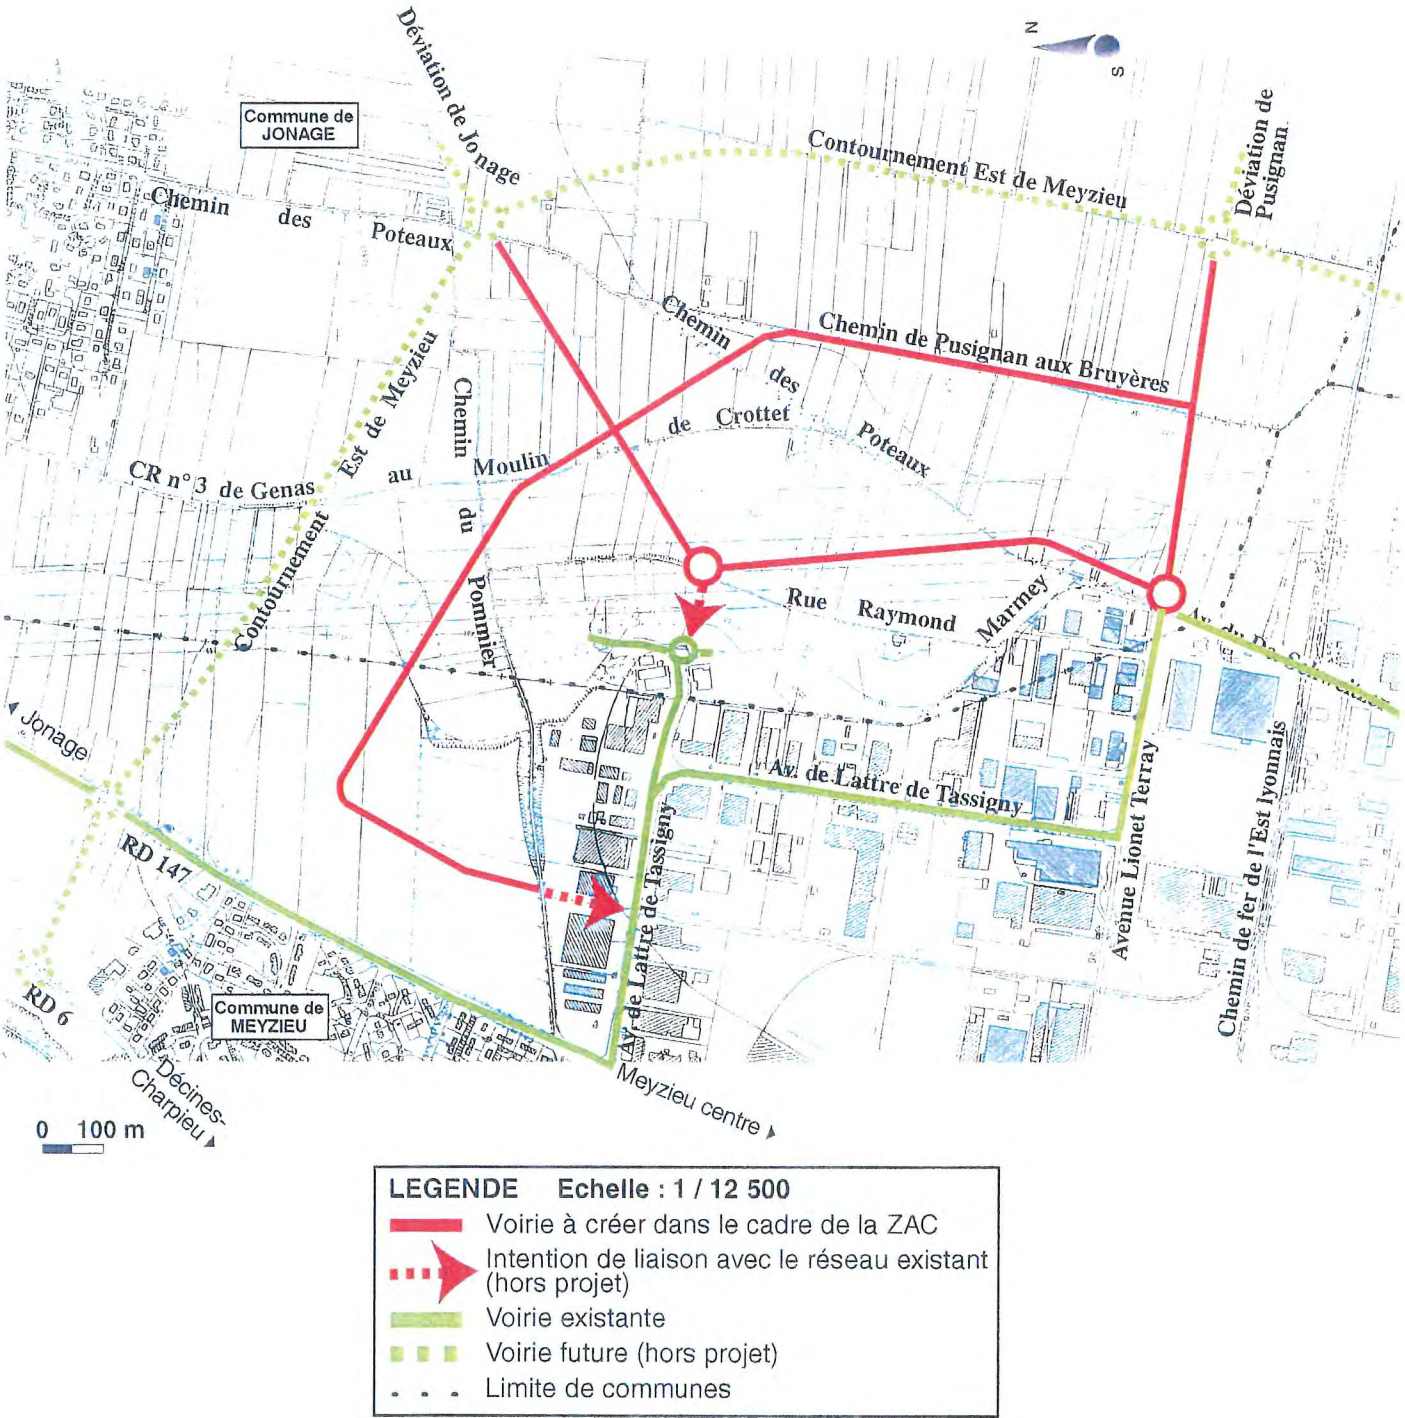 Déviation de Jonage
N
S
Commune de
JONAGE
Déviation de
Pusignan
Contournement Est de Meyzieu
Chemin des Poteaux
Chemin des Poteaux
Chemin de Pusignan aux Bruyères
Contournement Est de Meyzieu
Chemin du Pommier
CR n° 3 de Genas
au Moulin de Crottet
Rue Raymond Marmey
Jonage
Av. de Lattre de Tassigny
Av. de Lattre de Tassigny
Avenue Lionet Terray
Chemin de fer de l'Est lyonnais
RD 147
RD 6
Commune de
MEYZIEU
Décines-
Charpieu
Meyzieu centre
0 100 m
LEGENDE Echelle : 1 / 12 500
Voirie à créer dans le cadre de la ZAC
Intention de liaison avec le réseau existant
(hors projet)
Voirie existante
Voirie future (hors projet)
Limite de communes